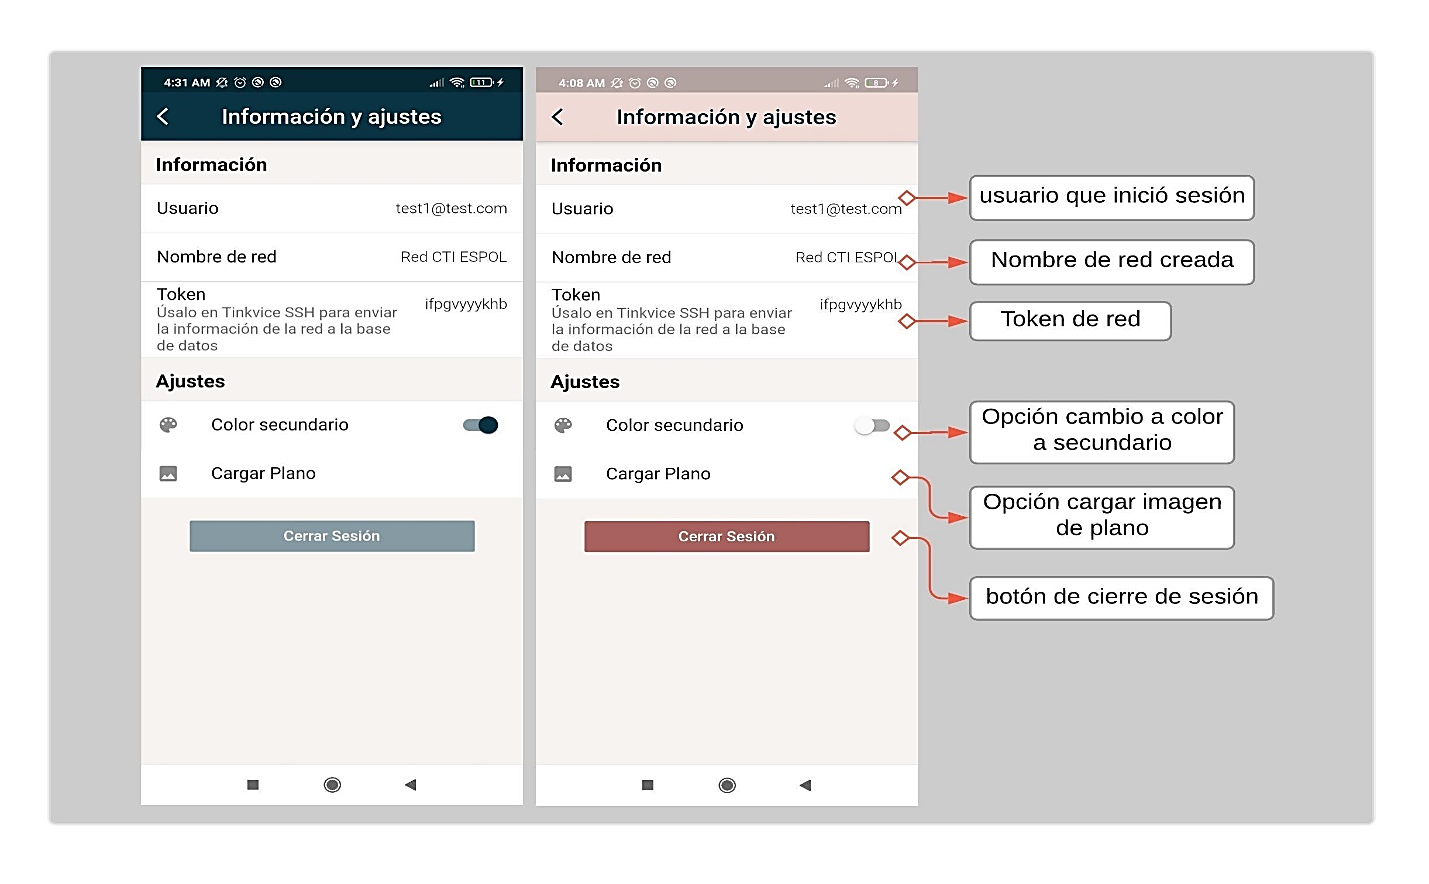 4:31 AM
11
Información y ajustes
Información
Usuario
test1@test.com
Nombre de red
Red CTI ESPOL
Token
Úsalo en Tinkvice SSH para enviar
la información de la red a la base
de datos
ifpgvyyykhb
Ajustes
Color secundario
Cargar Plano
Cerrar Sesión
4:08 AM
8
Información y ajustes
Información
Usuario
test1@test.com
Nombre de red
Red CTI ESPOL
Token
Úsalo en Tinkvice SSH para enviar
la información de la red a la base
de datos
ifpgvyyykhb
Ajustes
Color secundario
Cargar Plano
Cerrar Sesión
usuario que inició sesión
Nombre de red creada
Token de red
Opción cambio a color
a secundario
Opción cargar imagen
de plano
botón de cierre de sesión